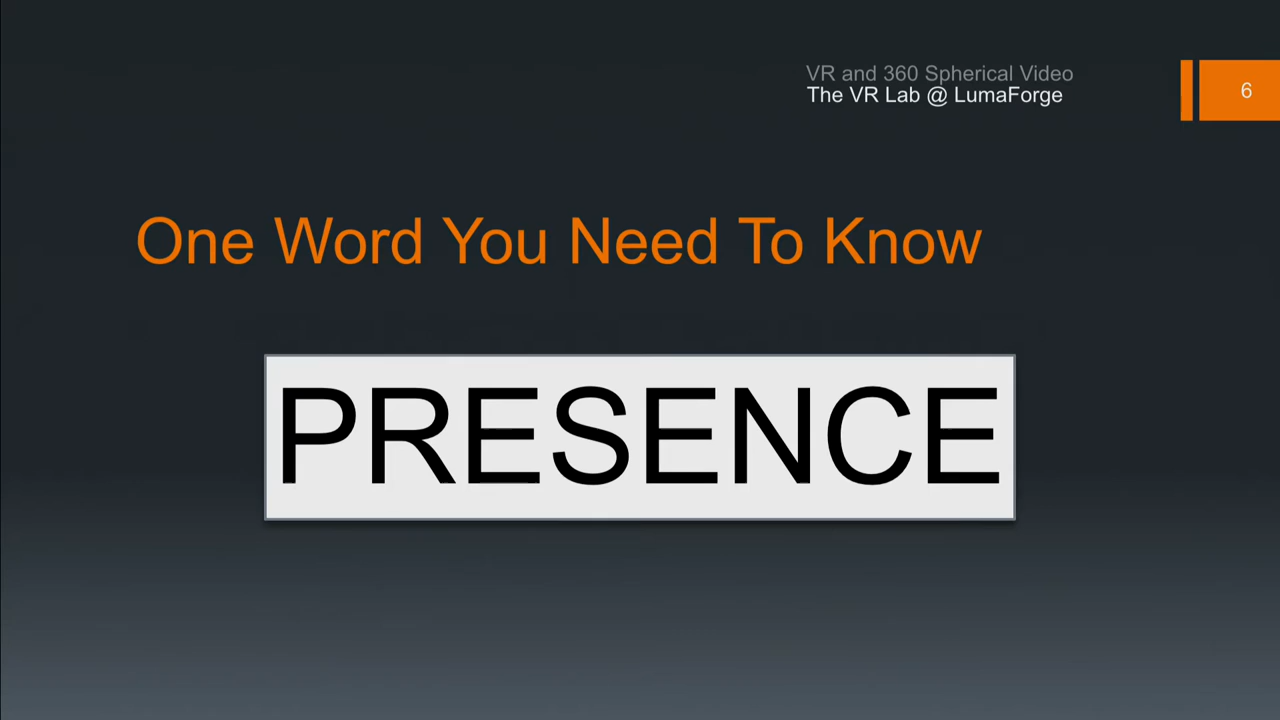 VR and 360 Spherical Video
The VR Lab @ LumaForge
6
One Word You Need To Know
PRESENCE